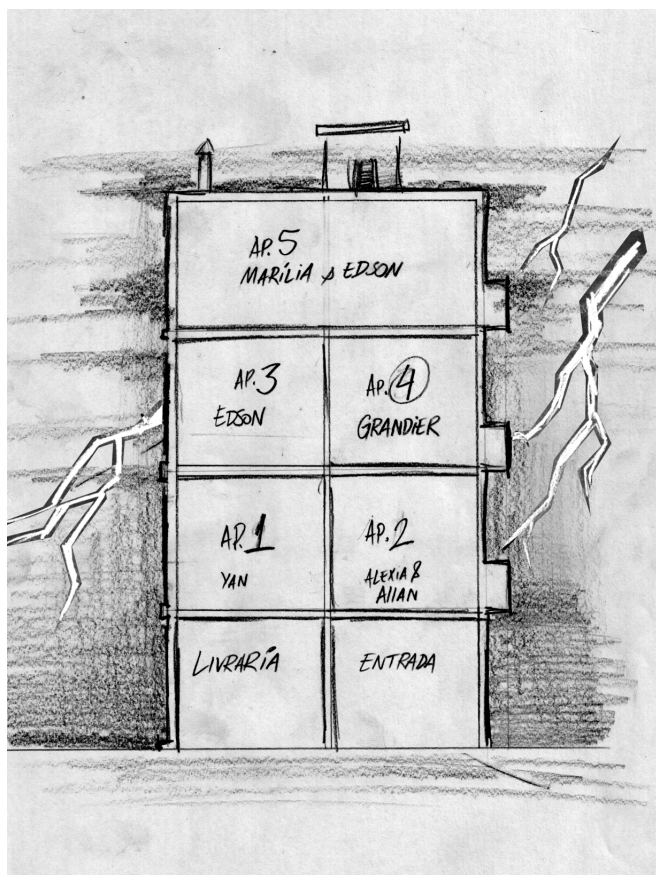 AP. 5
MARÍLIA & EDSON
AP. 3
EDSON
AP. 4
GRANDIER
AP. 1
YAN
AP. 2
ALEXIA &
AllAN
LIVRARÍA
ENTRADA